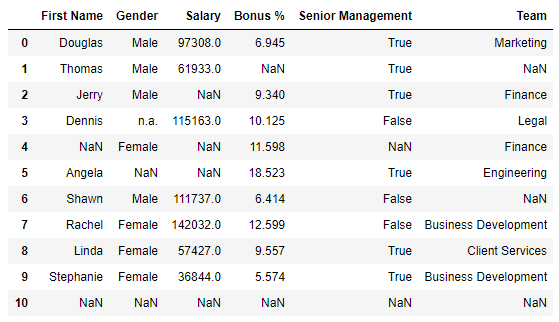 First Name Gender Salary Bonus % Senior Management Team
0 Douglas Male 97308.0 6.945 True Marketing
1 Thomas Male 61933.0 NaN True NaN
2 Jerry Male NaN 9.340 True Finance
3 Dennis n.a. 115163.0 10.125 False Legal
4 NaN Female NaN 11.598 NaN Finance
5 Angela NaN NaN 18.523 True Engineering
6 Shawn Male 111737.0 6.414 False NaN
7 Rachel Female 142032.0 12.599 False Business Development
8 Linda Female 57427.0 9.557 True Client Services
9 Stephanie Female 36844.0 5.574 True Business Development
10 NaN NaN NaN NaN NaN NaN